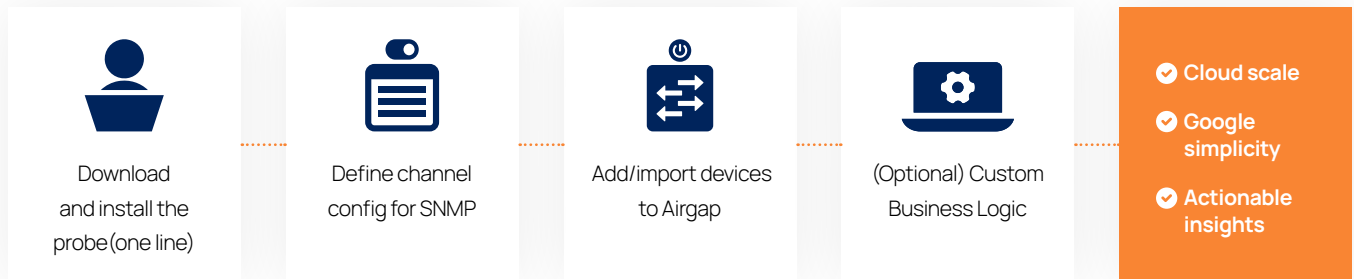 Download
and install the
probe(one line)
Define channel
config for SNMP
Add/import devices
to Airgap
(Optional) Custom
Business Logic
Cloud scale
Google
simplicity
Actionable
insights